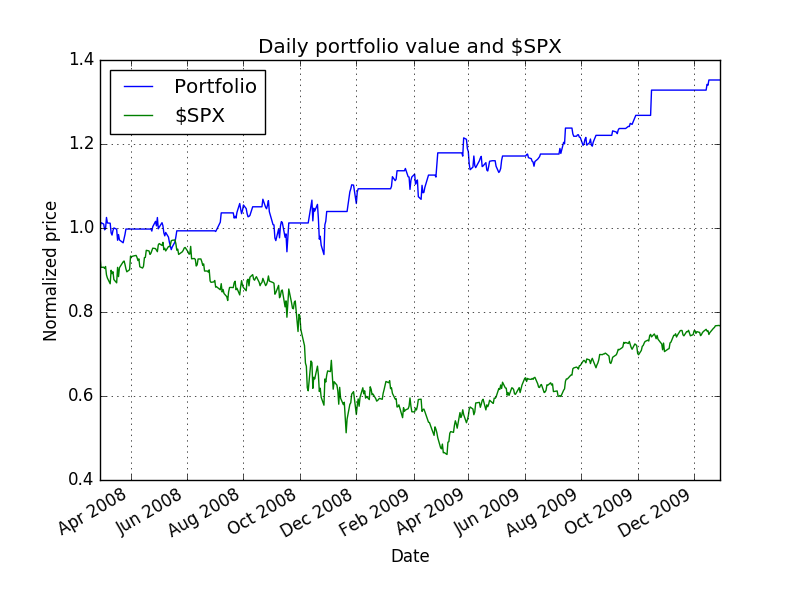 Daily portfolio value and $SPX
Portfolio
$SPX
1.4
1.2
1.0
0.8
0.6
0.4
Normalized price
Apr 2008
Jun 2008
Aug 2008
Oct 2008
Dec 2008
Feb 2009
Apr 2009
Jun 2009
Aug 2009
Oct 2009
Dec 2009
Date